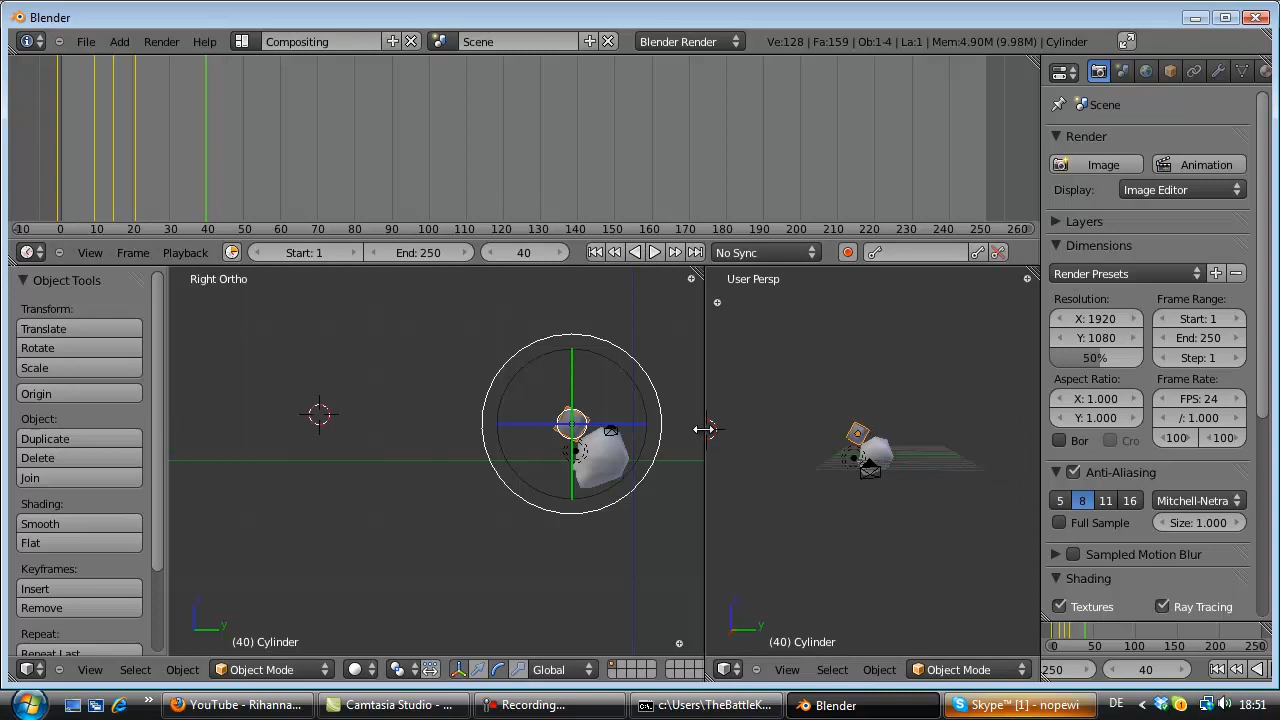 Blender
File Add Render Help Compositing Scene Blender Render Ve:128 | Fa:159 | Ob:1-4 | La:1 | Mem:4.90M (9.98M) | Cylinder
Scene
Render
Image Animation
Display: Image Editor
Layers
-10 0 10 20 30 40 50 60 70 80 90 100 110 120 130 140 150 160 170 180 190 200 210 220 230 240 250 260
View Frame Playback Start: 1 End: 250 40 No Sync
Dimensions
Render Presets
Resolution: Frame Range:
X: 1920 Start: 1
Y: 1080 End: 250
50% Step: 1
Aspect Ratio: Frame Rate:
X: 1.000 FPS: 24
Y: 1.000 /: 1.000
Bor Cro 100 100
Anti-Aliasing
5 8 11 16 Mitchell-Netra
Full Sample Size: 1.000
Sampled Motion Blur
Shading
Textures Ray Tracing
Object Tools
Transform:
Translate
Rotate
Scale
Origin
Object:
Duplicate
Delete
Join
Shading:
Smooth
Flat
Keyframes:
Insert
Remove
Repeat:
Repeat Last
Right Ortho
z
y
(40) Cylinder
User Persp
z
y
(40) Cylinder
0 50 100 150 200 250
View Select Object Object Mode Global
View Select Object Object Mode
250 40
YouTube - Rihanna... Camtasia Studio - ... Recording... c:\Users\TheBattleK... Blender Skype™ [1] - nopewi DE 18:51